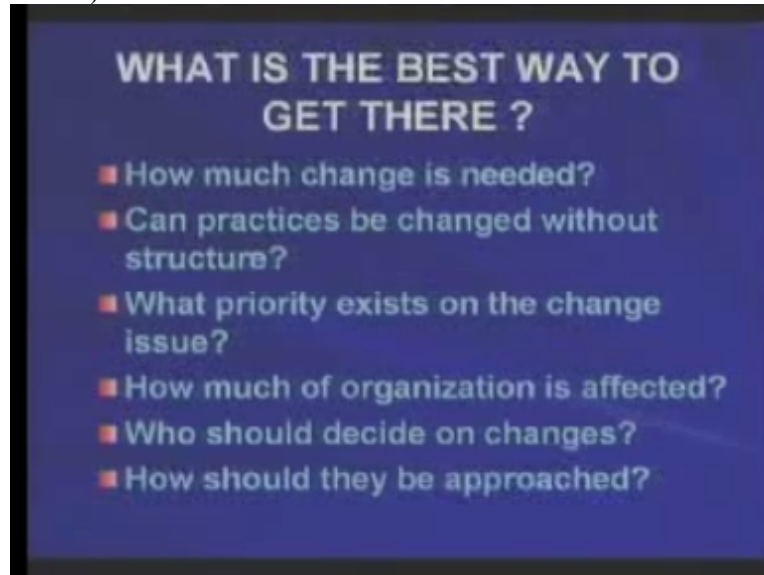 WHAT IS THE BEST WAY TO
GET THERE ?
How much change is needed?
Can practices be changed without
structure?
What priority exists on the change
issue?
How much of organization is affected?
Who should decide on changes?
How should they be approached?